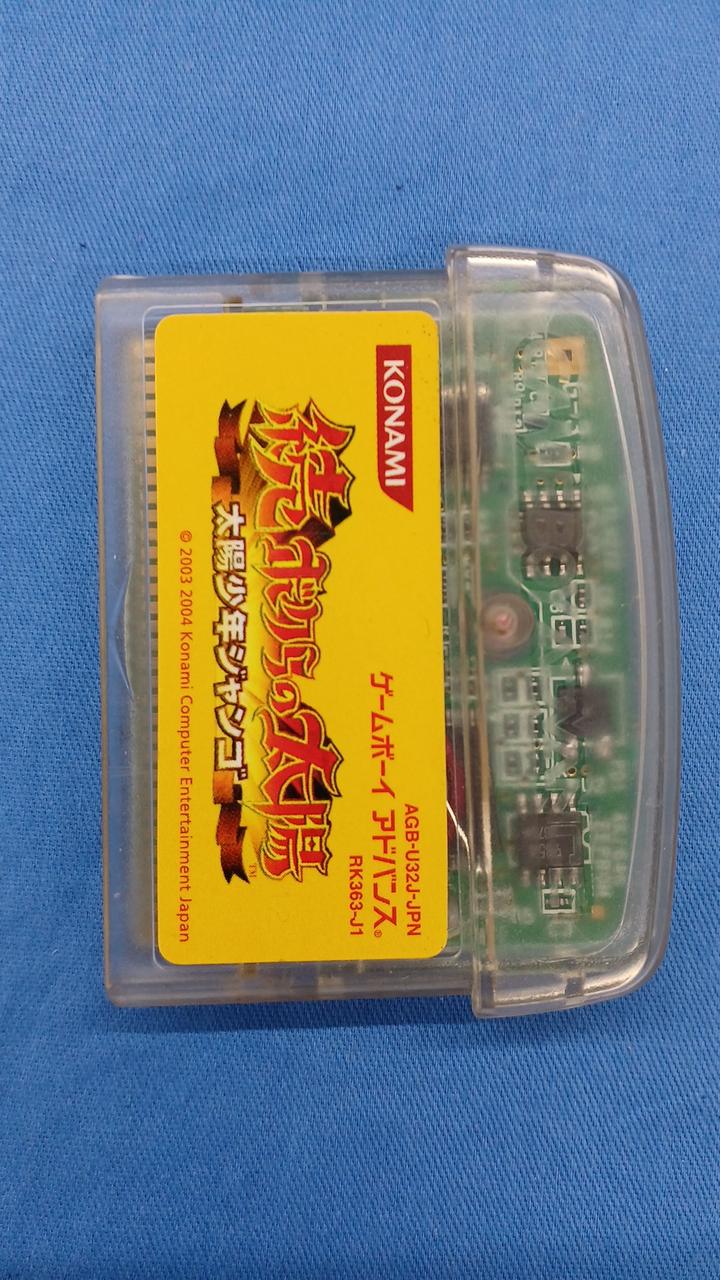 KONAMI
ゲームボーイ アドバンス®
AGB-U32J-JPN
RK363-J1
続・ボクらの太陽
太陽少年ジャンゴ
TM
© 2003 2004 Konami Computer Entertainment Japan